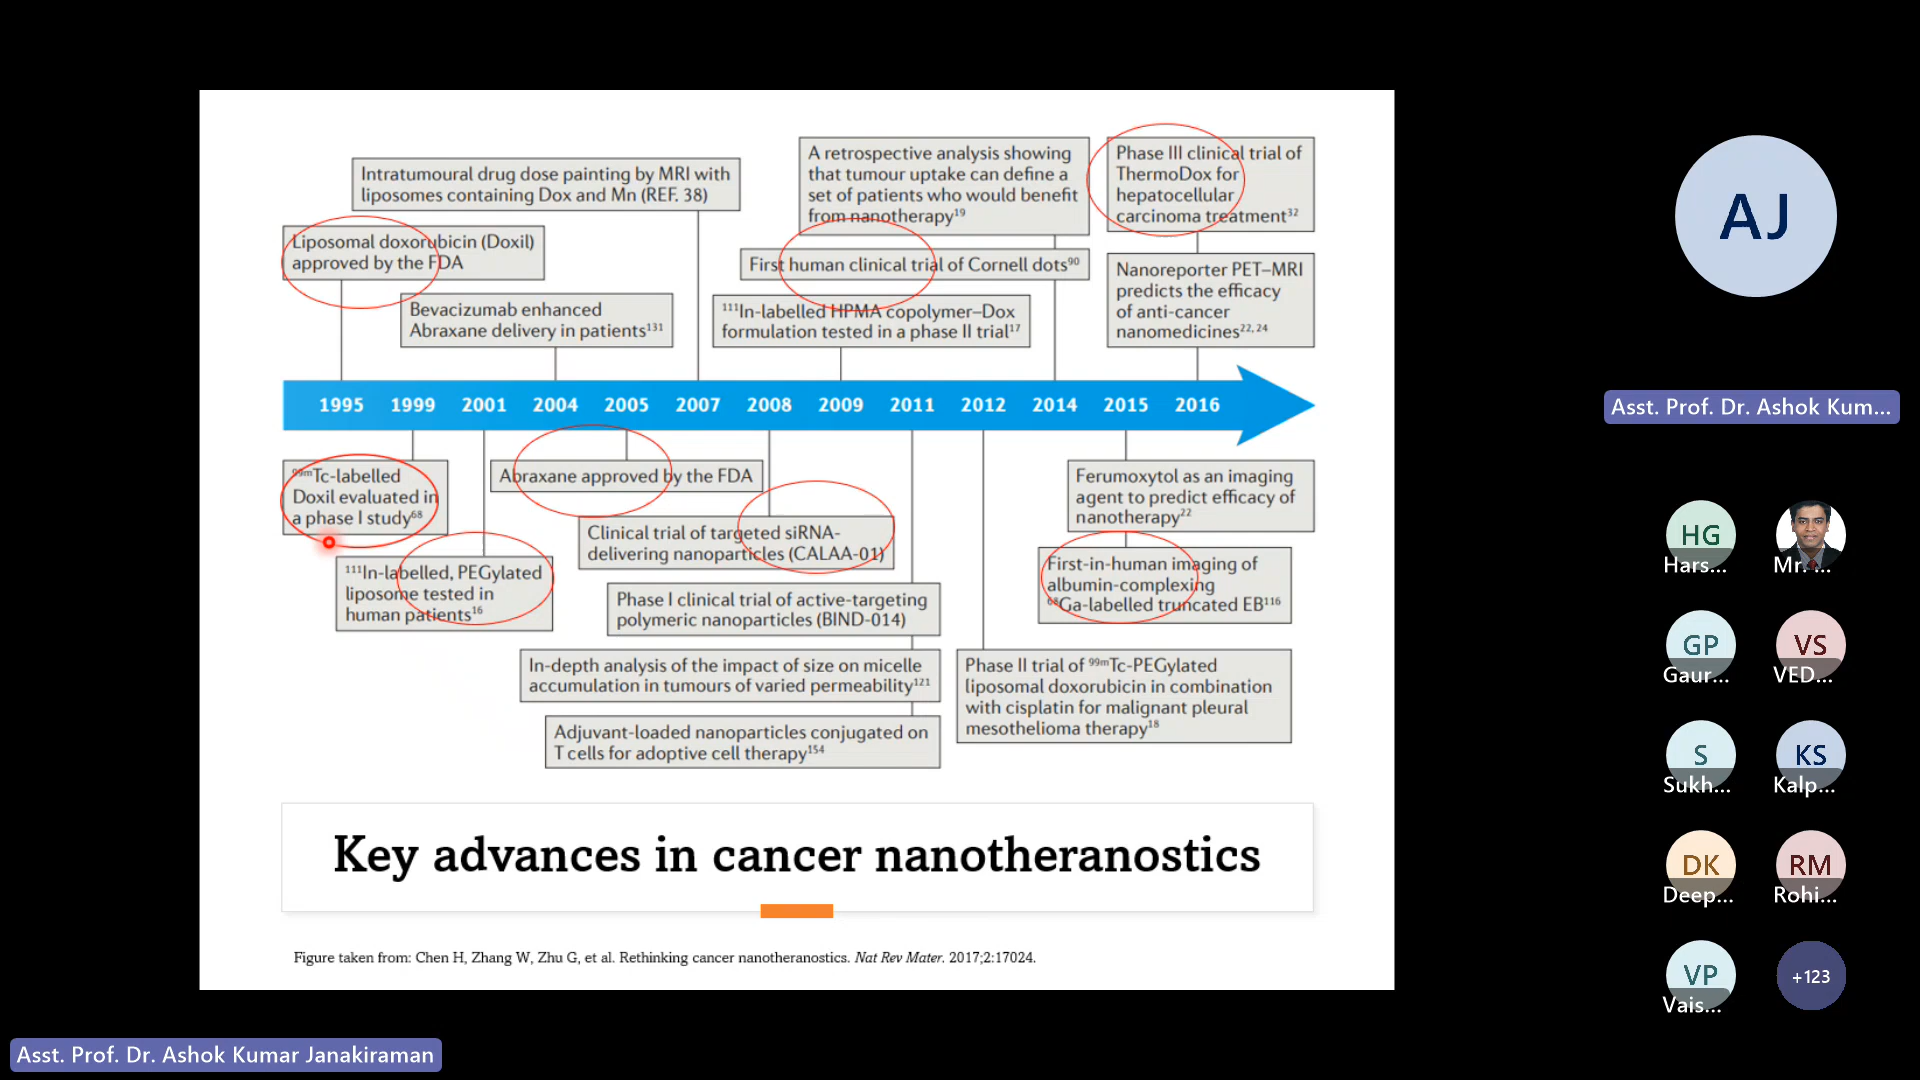 Intratumoural drug dose painting by MRI with
liposomes containing Dox and Mn (REF. 38)
A retrospective analysis showing
that tumour uptake can define a
set of patients who would benefit
from nanotherapy¹⁹
Phase III clinical trial of
ThermoDox for
hepatocellular
carcinoma treatment³²
Liposomal doxorubicin (Doxil)
approved by the FDA
First human clinical trial of Cornell dots⁹⁰
Nanoreporter PET–MRI
predicts the efficacy
of anti-cancer
nanomedicines²²,²⁴
Bevacizumab enhanced
Abraxane delivery in patients¹³¹
¹¹¹In-labelled HPMA copolymer–Dox
formulation tested in a phase II trial¹⁷
1995 1999 2001 2004 2005 2007 2008 2009 2011 2012 2014 2015 2016
⁹⁹ᵐTc-labelled
Doxil evaluated in
a phase I study⁶⁸
Abraxane approved by the FDA
Ferumoxytol as an imaging
agent to predict efficacy of
nanotherapy²²
Clinical trial of targeted siRNA-
delivering nanoparticles (CALAA-01)
¹¹¹In-labelled, PEGylated
liposome tested in
human patients¹⁶
First-in-human imaging of
albumin-complexing
⁶⁸Ga-labelled truncated EB¹¹⁶
Phase I clinical trial of active-targeting
polymeric nanoparticles (BIND-014)
In-depth analysis of the impact of size on micelle
accumulation in tumours of varied permeability¹²¹
Phase II trial of ⁹⁹ᵐTc-PEGylated
liposomal doxorubicin in combination
with cisplatin for malignant pleural
mesothelioma therapy¹⁸
Adjuvant-loaded nanoparticles conjugated on
T cells for adoptive cell therapy¹⁵⁴
Key advances in cancer nanotheranostics
Figure taken from: Chen H, Zhang W, Zhu G, et al. Rethinking cancer nanotheranostics. Nat Rev Mater. 2017;2:17024.
AJ
Asst. Prof. Dr. Ashok Kum...
HG
Hars...
Mr. ...
GP
Gaur...
VS
VED...
S
Sukh...
KS
Kalp...
DK
Deep...
RM
Rohi...
VP
Vais...
+123
Asst. Prof. Dr. Ashok Kumar Janakiraman